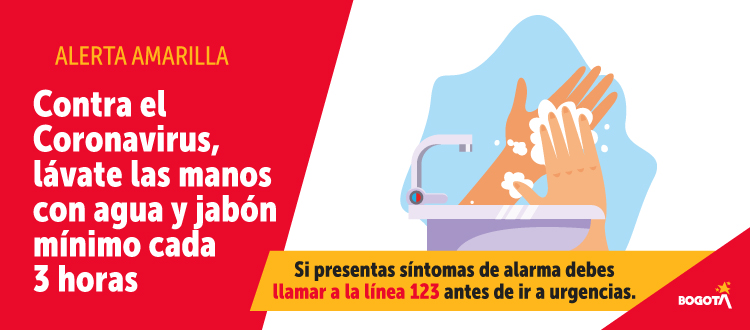 ALERTA AMARILLA
Contra el
Coronavirus,
lávate las manos
con agua y jabón
mínimo cada
3 horas
Si presentas síntomas de alarma debes
llamar a la línea 123 antes de ir a urgencias.
BOGOTÁ